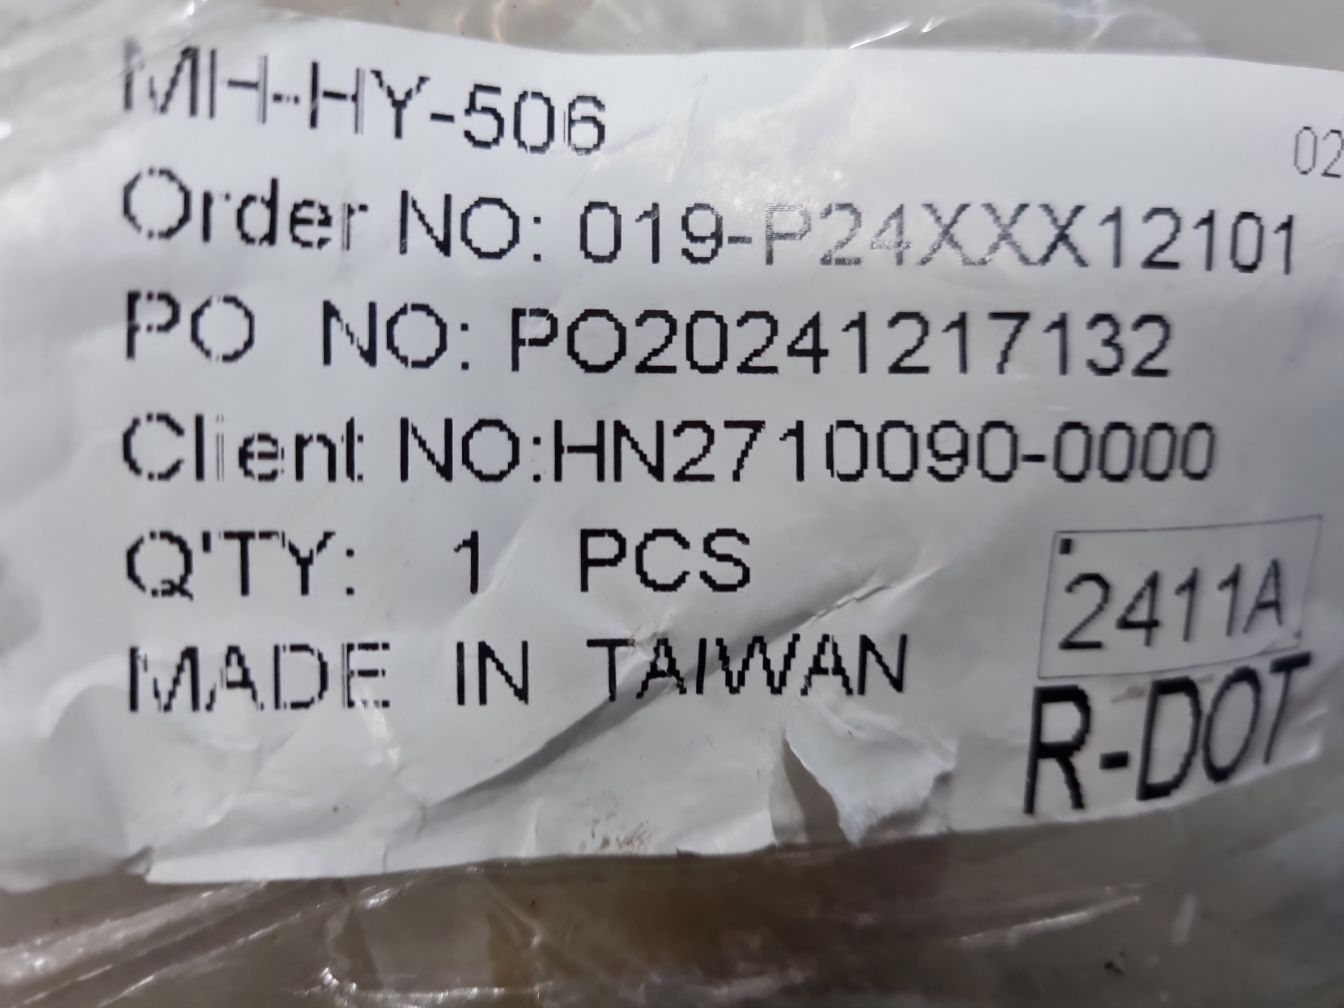 MH-HY-506
02
Order NO: 019-P24XXX12101
PO NO: PO20241217132
Client NO:HN2710090-0000
Q'TY: 1 PCS
2411A
MADE IN TAIWAN
R-DOT